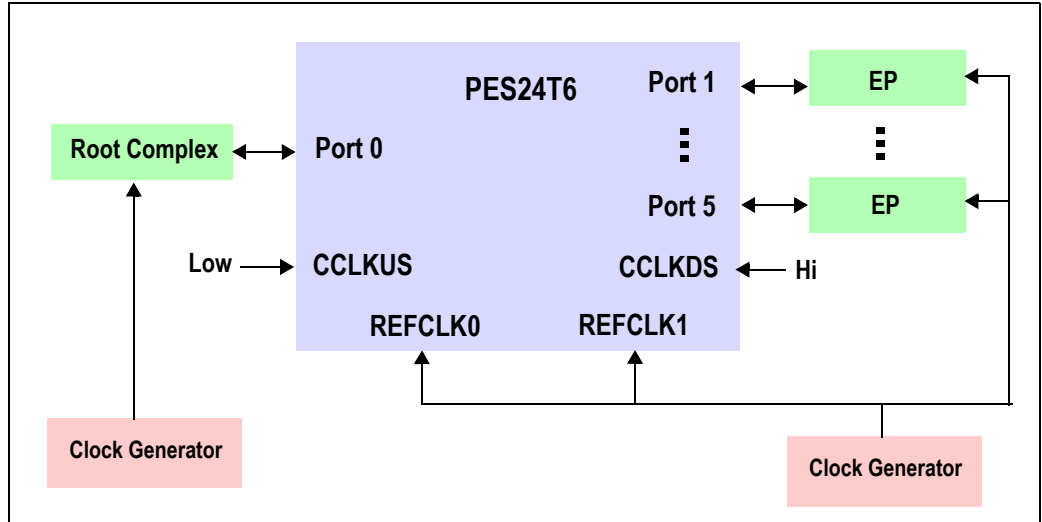 PES24T6
Port 1
EP
Root Complex
Port 0
Port 5
EP
Low
CCLKUS
CCLKDS
Hi
REFCLK0
REFCLK1
Clock Generator
Clock Generator